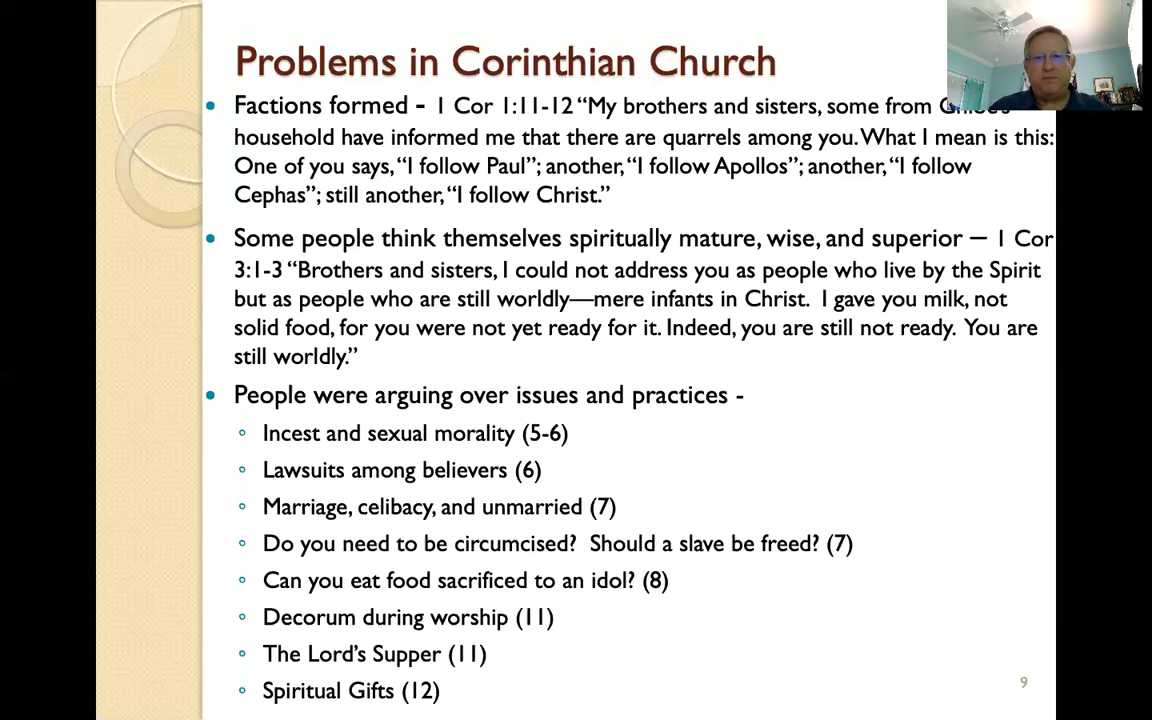 Problems in Corinthian Church
• Factions formed - 1 Cor 1:11-12 “My brothers and sisters, some from
household have informed me that there are quarrels among you. What I mean is this:
One of you says, “I follow Paul”; another, “I follow Apollos”; another, “I follow
Cephas”; still another, “I follow Christ.”
• Some people think themselves spiritually mature, wise, and superior – 1 Cor
3:1-3 “Brothers and sisters, I could not address you as people who live by the Spirit
but as people who are still worldly—mere infants in Christ. I gave you milk, not
solid food, for you were not yet ready for it. Indeed, you are still not ready. You are
still worldly.”
• People were arguing over issues and practices -
◦ Incest and sexual morality (5-6)
◦ Lawsuits among believers (6)
◦ Marriage, celibacy, and unmarried (7)
◦ Do you need to be circumcised? Should a slave be freed? (7)
◦ Can you eat food sacrificed to an idol? (8)
◦ Decorum during worship (11)
◦ The Lord’s Supper (11)
◦ Spiritual Gifts (12)
9